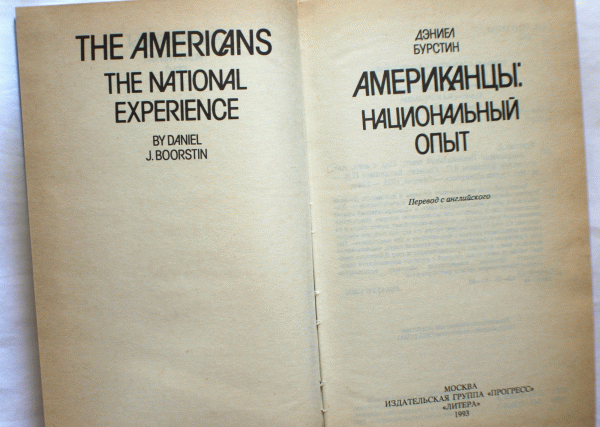 THE AMERICANS
THE NATIONAL
EXPERIENCE
BY DANIEL
J. BOORSTIN
ДЭНИЕЛ
БУРСТИН
АМЕРИКАНЦЫ:
НАЦИОНАЛЬНЫЙ
ОПЫТ
Перевод с английского
МОСКВА
ИЗДАТЕЛЬСКАЯ ГРУППА «ПРОГРЕСС»
«ЛИТЕРА»
1993